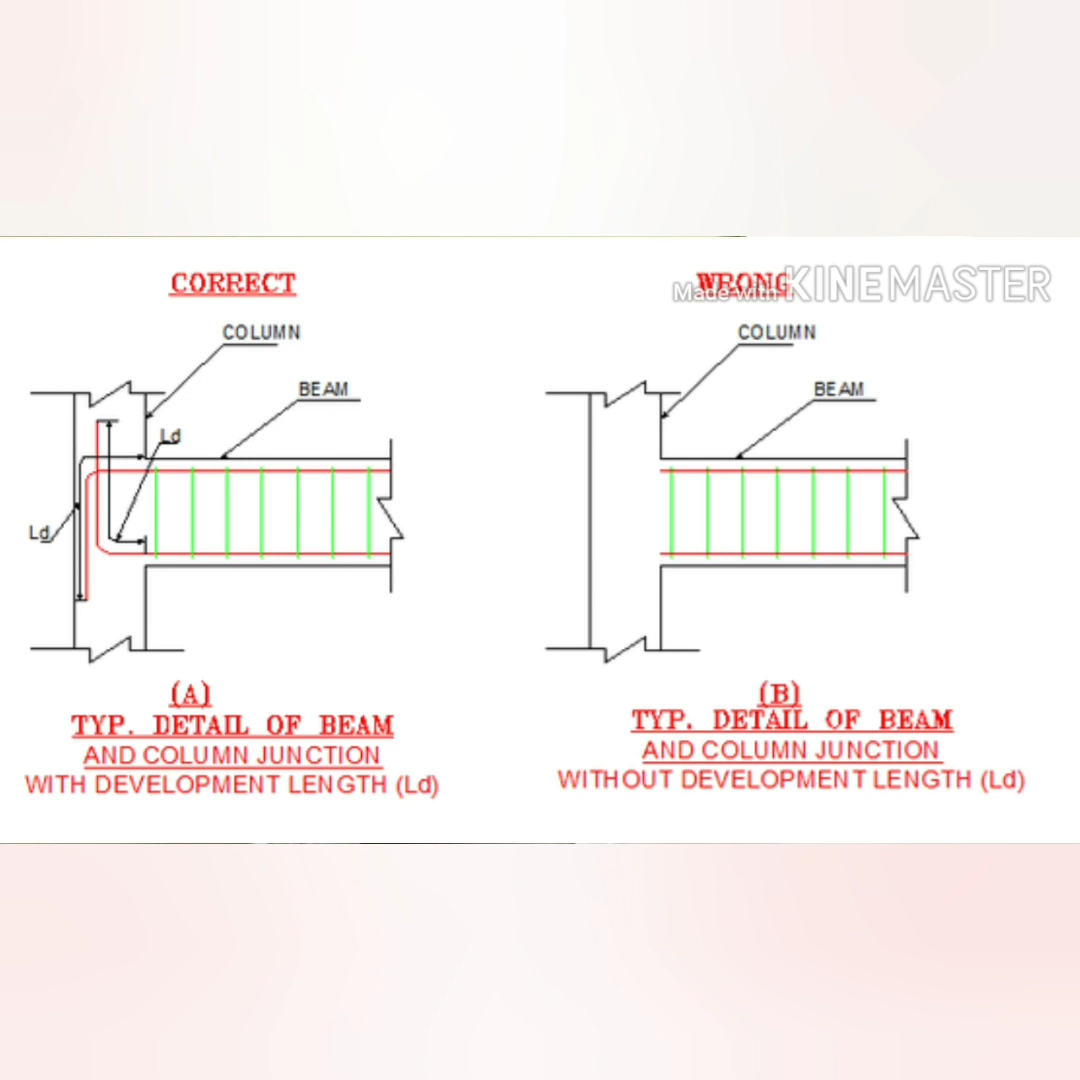 CORRECT
COLUMN
BEAM
Ld
Ld
(A)
TYP. DETAIL OF BEAM
AND COLUMN JUNCTION
WITH DEVELOPMENT LENGTH (Ld)
WRONG
Made with KINEMASTER
COLUMN
BEAM
(B)
TYP. DETAIL OF BEAM
AND COLUMN JUNCTION
WITHOUT DEVELOPMENT LENGTH (Ld)